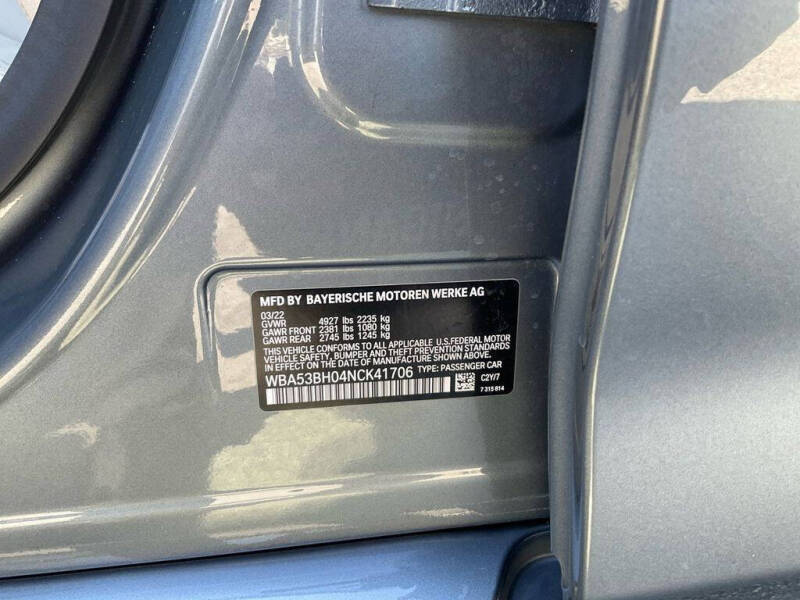 MFD BY BAYERISCHE MOTOREN WERKE AG
03/22
GVWR 4927 lbs 2235 kg
GAWR FRONT 2381 lbs 1080 kg
GAWR REAR 2745 lbs 1245 kg
THIS VEHICLE CONFORMS TO ALL APPLICABLE U.S.FEDERAL MOTOR
VEHICLE SAFETY, BUMPER AND THEFT PREVENTION STANDARDS
IN EFFECT ON THE DATE OF MANUFACTURE SHOWN ABOVE.
WBA53BH04NCK41706 TYPE: PASSENGER CAR
C2Y/7
7 315 814